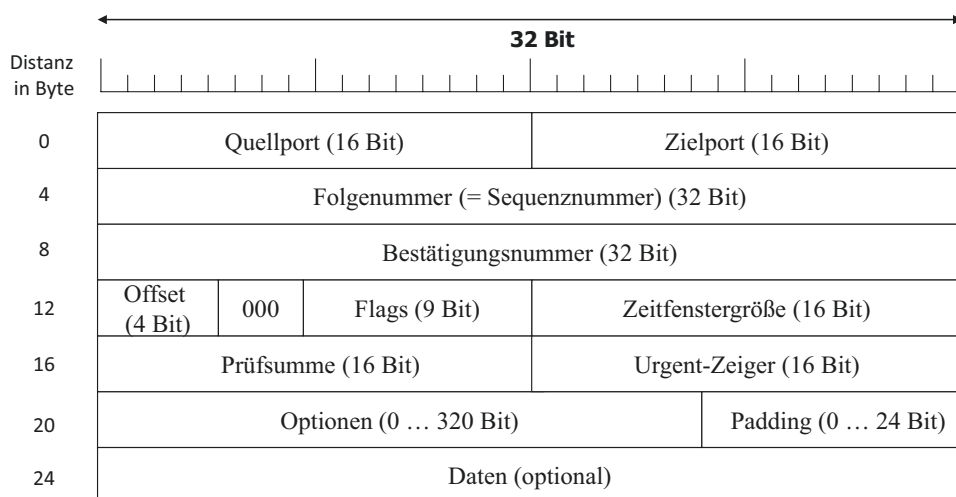 32 Bit
Distanz
in Byte
0
Quellport (16 Bit)
Zielport (16 Bit)
4
Folgenummer (= Sequenznummer) (32 Bit)
8
Bestätigungsnummer (32 Bit)
12
Offset
(4 Bit)
000
Flags (9 Bit)
Zeitfenstergröße (16 Bit)
16
Prüfsumme (16 Bit)
Urgent-Zeiger (16 Bit)
20
Optionen (0 … 320 Bit)
Padding (0 … 24 Bit)
24
Daten (optional)